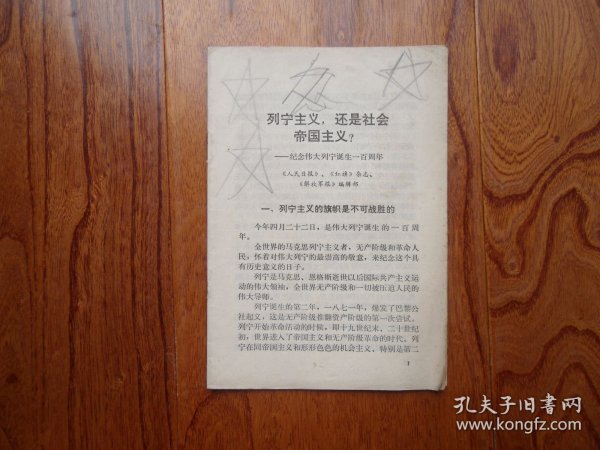 列宁主义，还是社会
帝国主义？
——纪念伟大列宁诞生一百周年
《人民日报》、《红旗》杂志、
《解放军报》编辑部
一、列宁主义的旗帜是不可战胜的
今年四月二十二日，是伟大列宁诞生的一百周
年。
全世界的马克思列宁主义者，无产阶级和革命人
民，怀着对伟大列宁的最崇高的敬意，来纪念这个具
有历史意义的日子。
列宁是马克思、恩格斯逝世以后国际共产主义运
动的伟大领袖，全世界无产阶级和一切被压迫人民的
伟大导师。
列宁诞生的第二年，一八七一年，爆发了巴黎公
社起义，这是无产阶级推翻资产阶级的第一次尝试。
列宁开始革命活动的时候，即十九世纪末、二十世纪
初，世界进入了帝国主义和无产阶级革命的时代。列
宁在同帝国主义和形形色色的机会主义、特别是第二
1
孔夫子旧书网
www.kongfz.com